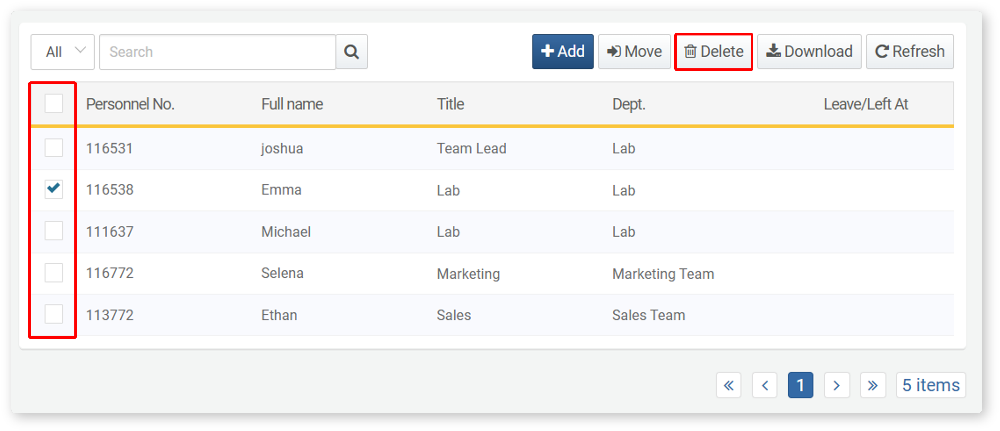 All Search Add Move Delete Download Refresh
Personnel No. Full name Title Dept. Leave/Left At
116531 joshua Team Lead Lab
116538 Emma Lab Lab
111637 Michael Lab Lab
116772 Selena Marketing Marketing Team
113772 Ethan Sales Sales Team
« < 1 > » 5 items